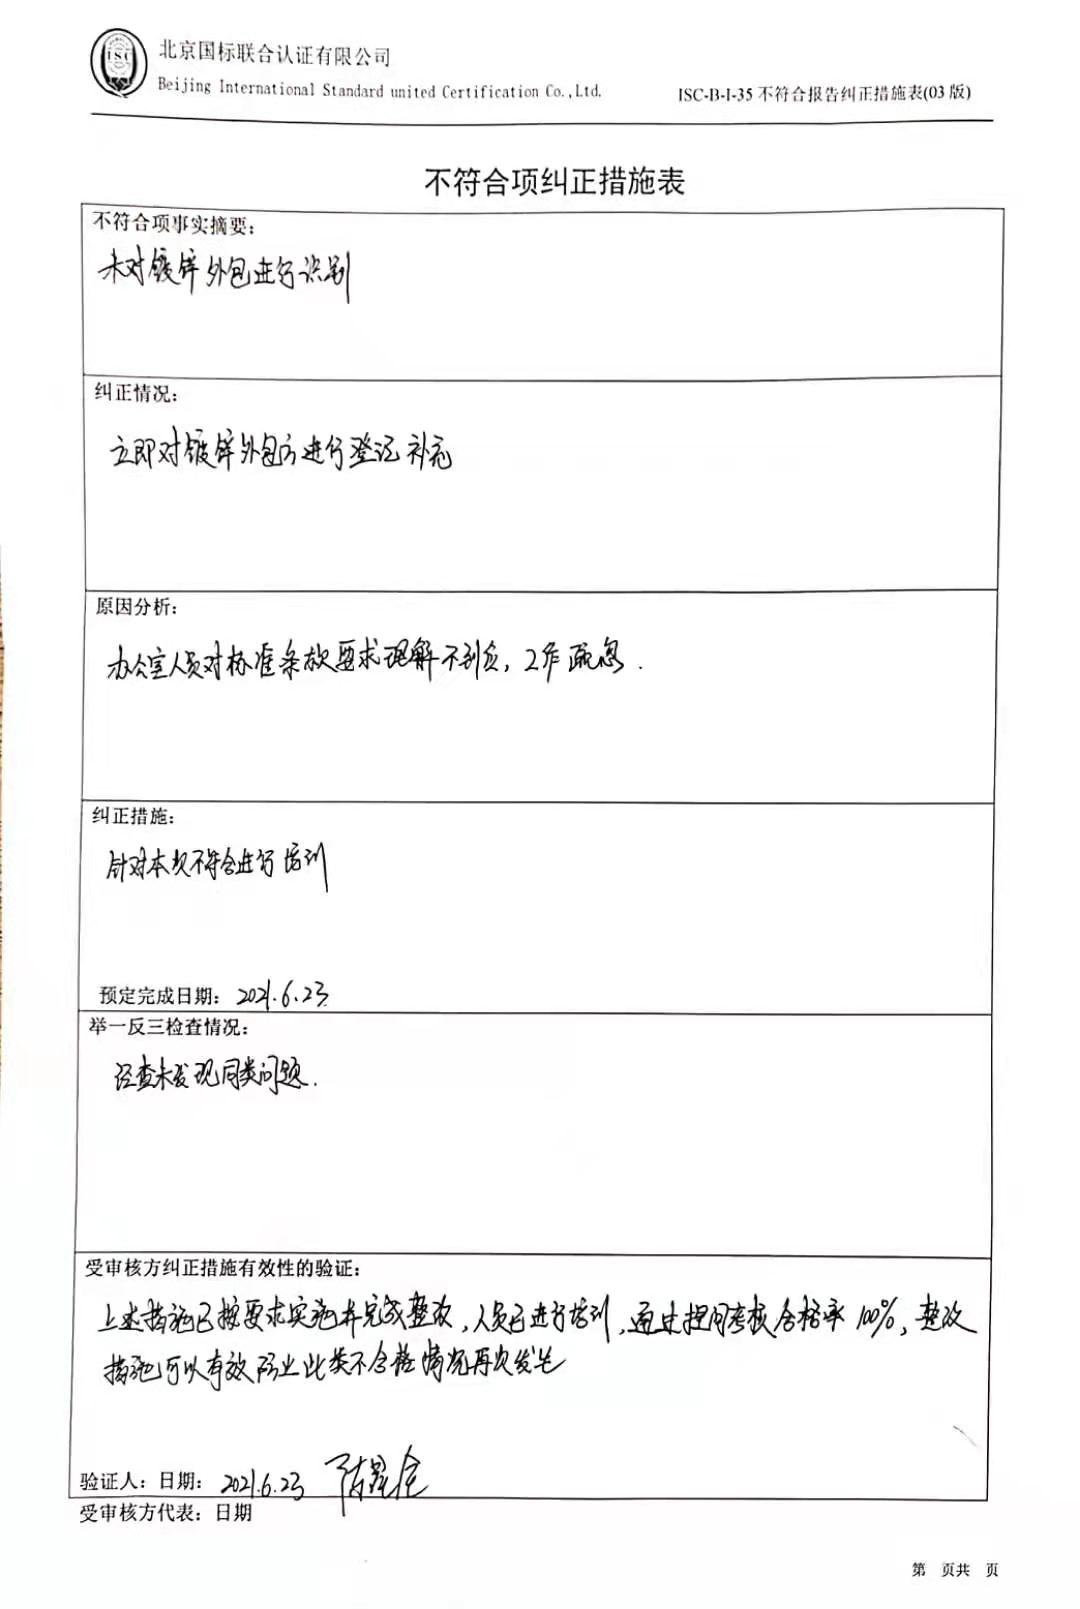 ISC
北京国标联合认证有限公司
Beijing International Standard united Certification Co.,Ltd.
ISC-B-I-35 不符合报告纠正措施表(03版)
不符合项纠正措施表
不符合项事实摘要：
未对镀锌外包进行识别
纠正情况：
立即对镀锌外包方进行登记补充
原因分析：
办公室人员对标准条款要求理解不到位，工作疏忽.
纠正措施：
针对本次不符合进行培训
预定完成日期：2021.6.23
举一反三检查情况：
经查未发现同类问题.
受审核方纠正措施有效性的验证：
上述措施已按要求实施并完成整改，人员已进行培训，通过提问考核合格率100%，整改
措施可以有效防止此类不合格情况再次发生
验证人：日期：2021.6.23
受审核方代表：日期
第 页共 页